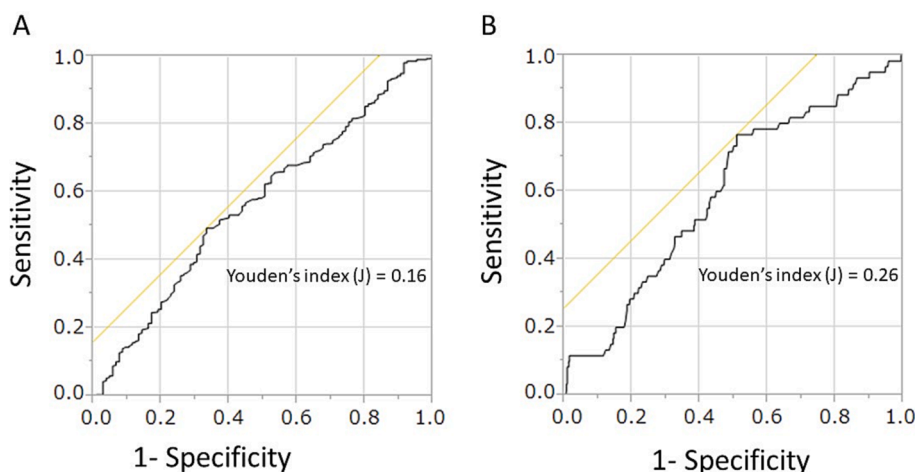 A
1.0
0.8
0.6
0.4
0.2
0.0
Sensitivity
Youden's index (J) = 0.16
0.0 0.2 0.4 0.6 0.8 1.0
1- Specificity
B
1.0
0.8
0.6
0.4
0.2
0.0
Sensitivity
Youden's index (J) = 0.26
0.0 0.2 0.4 0.6 0.8 1.0
1- Specificity